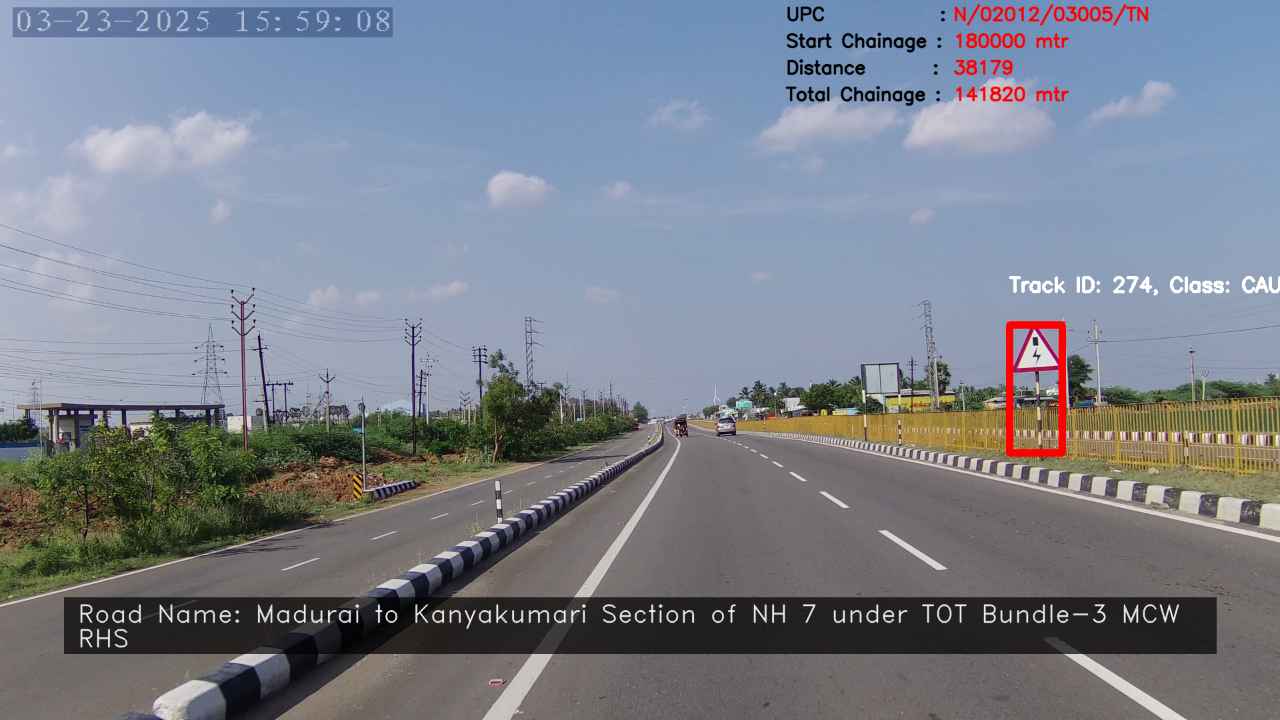 03-23-2025 15:59:08
UPC : N/02012/03005/TN
Start Chainage : 180000 mtr
Distance : 38179
Total Chainage : 141820 mtr
Track ID: 274, Class: CAU
Road Name: Madurai to Kanyakumari Section of NH 7 under TOT Bundle-3 MCW
RHS